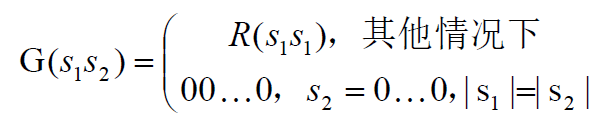 G(s₁s₂) = ( R(s₁s₁)，其他情况下
00…0，s₂ = 0…0,| s₁ |=| s₂ |